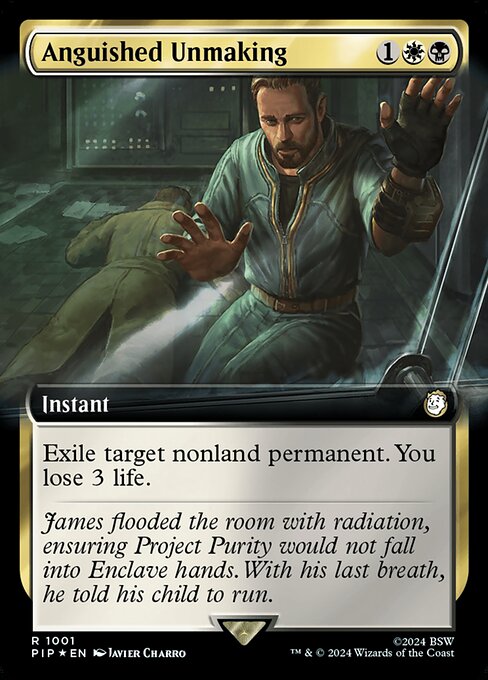 Anguished Unmaking 1
Instant
Exile target nonland permanent. You
lose 3 life.
James flooded the room with radiation,
ensuring Project Purity would not fall
into Enclave hands. With his last breath,
he told his child to run.
R 1001
PIP ★ EN Javier Charro
©2024 BSW
™ & © 2024 Wizards of the Coast